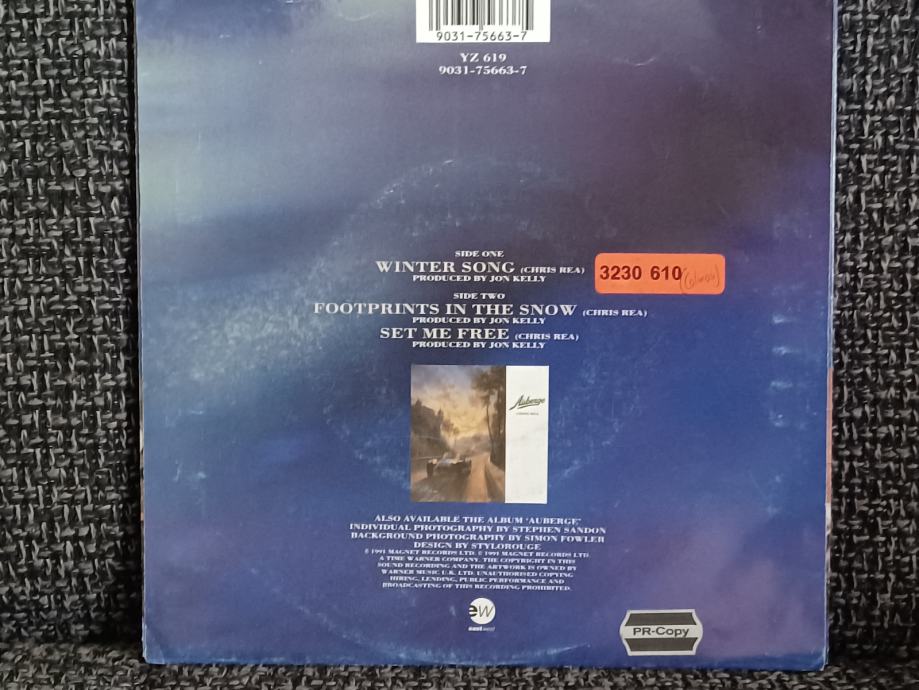 9031-75663-7
YZ 619
9031-75663-7
SIDE ONE
WINTER SONG (CHRIS REA)
PRODUCED BY JON KELLY
3230 610
SIDE TWO
FOOTPRINTS IN THE SNOW (CHRIS REA)
PRODUCED BY JON KELLY
SET ME FREE (CHRIS REA)
PRODUCED BY JON KELLY
Auberge
ALSO AVAILABLE THE ALBUM 'AUBERGE'
INDIVIDUAL PHOTOGRAPHY BY STEPHEN SANDON
BACKGROUND PHOTOGRAPHY BY SIMON FOWLER
DESIGN BY STYLOROUGE
℗ 1991 MAGNET RECORDS LTD. © 1991 MAGNET RECORDS LTD.
A TIME WARNER COMPANY. THE COPYRIGHT IN THIS
SOUND RECORDING AND THE ARTWORK IS OWNED BY
WARNER MUSIC U.K. LTD. UNAUTHORISED COPYING
HIRING, LENDING, PUBLIC PERFORMANCE AND
BROADCASTING OF THIS RECORDING PROHIBITED.
ew
eastwest
PR-Copy